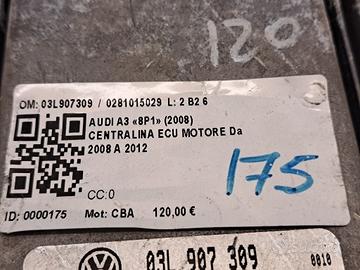 120
OM: 03L907309 / 0281015029 L: 2 B2 6
AUDI A3 «8P1» (2008)
CENTRALINA ECU MOTORE Da
2008 A 2012
175
CC:0
ID: 0000175 Mot: CBA 120,00 €
03L 907 309
0010